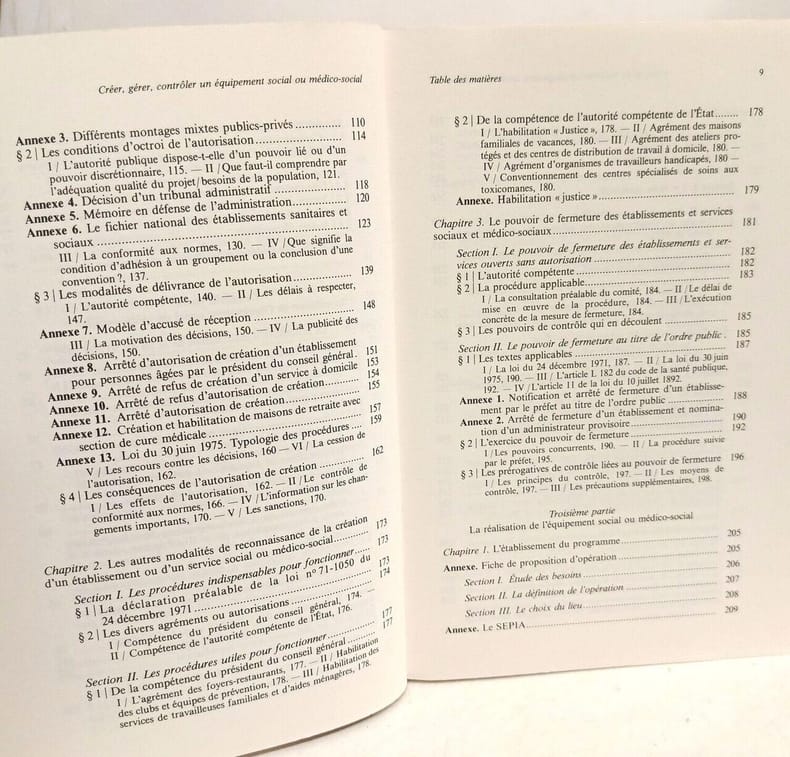 Créer, gérer, contrôler un équipement social ou médico-social
Annexe 3. Différents montages mixtes publics-privés .............. 110
§ 2 | Les conditions d'octroi de l'autorisation ........................... 114
I / L'autorité publique dispose-t-elle d'un pouvoir lié ou d'un
pouvoir discrétionnaire, 115. — II / Que faut-il comprendre par
l'adéquation qualité du projet/besoins de la population, 121.
Annexe 4. Décision d'un tribunal administratif .................. 118
Annexe 5. Mémoire en défense de l'administration............... 120
Annexe 6. Le fichier national des établissements sanitaires et
sociaux ................................................................ 123
III / La conformité aux normes, 130. — IV / Que signifie la
condition d'adhésion à un groupement ou la conclusion d'une
convention ?, 137.
§ 3 | Les modalités de délivrance de l'autorisation .................. 139
I / L'autorité compétente, 140. — II / Les délais à respecter,
147.
Annexe 7. Modèle d'accusé de réception ......................... 148
III / La motivation des décisions, 150. — IV / La publicité des
décisions, 150.
Annexe 8. Arrêté d'autorisation de création d'un établissement
pour personnes âgées par le président du conseil général . 151
Annexe 9. Arrêté de refus de création d'un service à domicile 153
Annexe 10. Arrêté de refus d'autorisation de création............ 154
Annexe 11. Arrêté d'autorisation de création..................... 155
Annexe 12. Création et habilitation de maisons de retraite avec
section de cure médicale ........................................ 157
Annexe 13. Loi du 30 juin 1975. Typologie des procédures .... 159
V / Les recours contre les décisions, 160 — VI / La cession de
l'autorisation, 162.
§ 4 | Les conséquences de l'autorisation de création ............... 162
I / Les effets de l'autorisation, 162. — II / Le contrôle de
conformité aux normes, 166. — IV / L'information sur les chan-
gements importants, 170. — V / Les sanctions, 170.
Chapitre 2. Les autres modalités de reconnaissance de la création
d'un établissement ou d'un service social ou médico-social......... 173
Section I. Les procédures indispensables pour fonctionner ......... 173
§ 1 | La déclaration préalable de la loi n° 71-1050 du
24 décembre 1971 .............................................. 173
§ 2 | Les divers agréments ou autorisations ..................... 174
I / Compétence du président du conseil général, 174. —
II / Compétence de l'autorité compétente de l'État, 176.
Section II. Les procédures utiles pour fonctionner ................ 177
§ 1 | De la compétence du président du conseil général ........ 177
I / L'agrément des foyers-restaurants, 177. — II / Habilitation
des clubs et équipes de prévention, 178. — III / Habilitation des
services de travailleuses familiales et d'aides ménagères, 178.
Table des matières 9
§ 2 | De la compétence de l'autorité compétente de l'État........ 178
I / L'habilitation « Justice », 178. — II / Agrément des maisons
familiales de vacances, 180. — III / Agrément des ateliers pro-
tégés et des centres de distribution de travail à domicile, 180. —
IV / Agrément d'organismes de travailleurs handicapés, 180 —
V / Conventionnement des centres spécialisés de soins aux
toxicomanes, 180.
Annexe. Habilitation « justice » .................................. 179
Chapitre 3. Le pouvoir de fermeture des établissements et services
sociaux et médico-sociaux............................................ 181
Section I. Le pouvoir de fermeture des établissements et ser-
vices ouverts sans autorisation ................................... 182
§ 1 | L'autorité compétente ....................................... 182
§ 2 | La procédure applicable...................................... 183
I / La consultation préalable du comité, 184. — II / Le délai de
mise en œuvre de la procédure, 184. — III / L'exécution
concrète de la mesure de fermeture, 184.
§ 3 | Les pouvoirs de contrôle qui en découlent .................. 185
Section II. Le pouvoir de fermeture au titre de l'ordre public . 185
§ 1 | Les textes applicables ....................................... 187
I / La loi du 24 décembre 1971, 187. — II / La loi du 30 juin
1975, 190. — III / L'article L 182 du code de la santé publique,
192. — IV / L'article 11 de la loi du 10 juillet 1892.
Annexe 1. Notification et arrêté de fermeture d'un établisse-
ment par le préfet au titre de l'ordre public .................. 188
Annexe 2. Arrêté de fermeture d'un établissement et nomina-
tion d'un administrateur provisoire............................ 190
§ 2 | L'exercice du pouvoir de fermeture ......................... 192
I / Les pouvoirs concurrents, 190. — II / La procédure suivie
par le préfet, 195.
§ 3 | Les prérogatives de contrôle liées au pouvoir de fermeture 196
I / Les principes du contrôle, 197. — II / Les moyens de
contrôle, 197. — III / Les précautions supplémentaires, 198.
Troisième partie
La réalisation de l'équipement social ou médico-social
Chapitre 1. L'établissement du programme......................... 205
Annexe. Fiche de proposition d'opération .......................... 205
Section I. Étude des besoins ...................................... 206
Section II. La définition de l'opération ........................... 207
Section III. Le choix du lieu...................................... 208
Annexe. Le SEPIA.................................................. 209